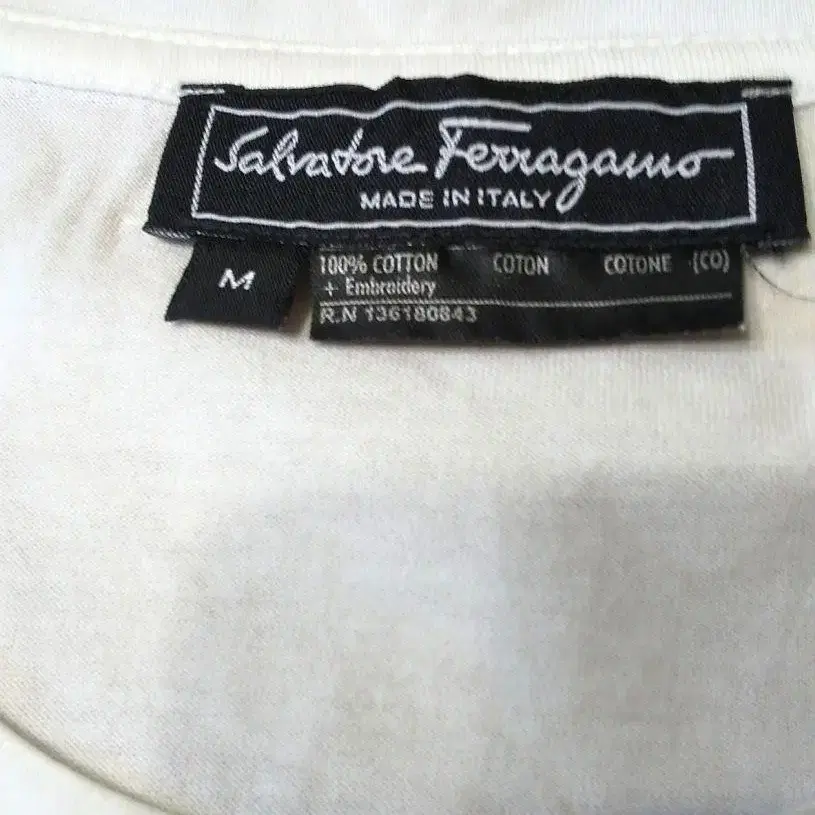 Salvatore Ferragamo
MADE IN ITALY
M
100% COTTON COTON COTONE (CO)
+ Embroidery
R.N 136180843